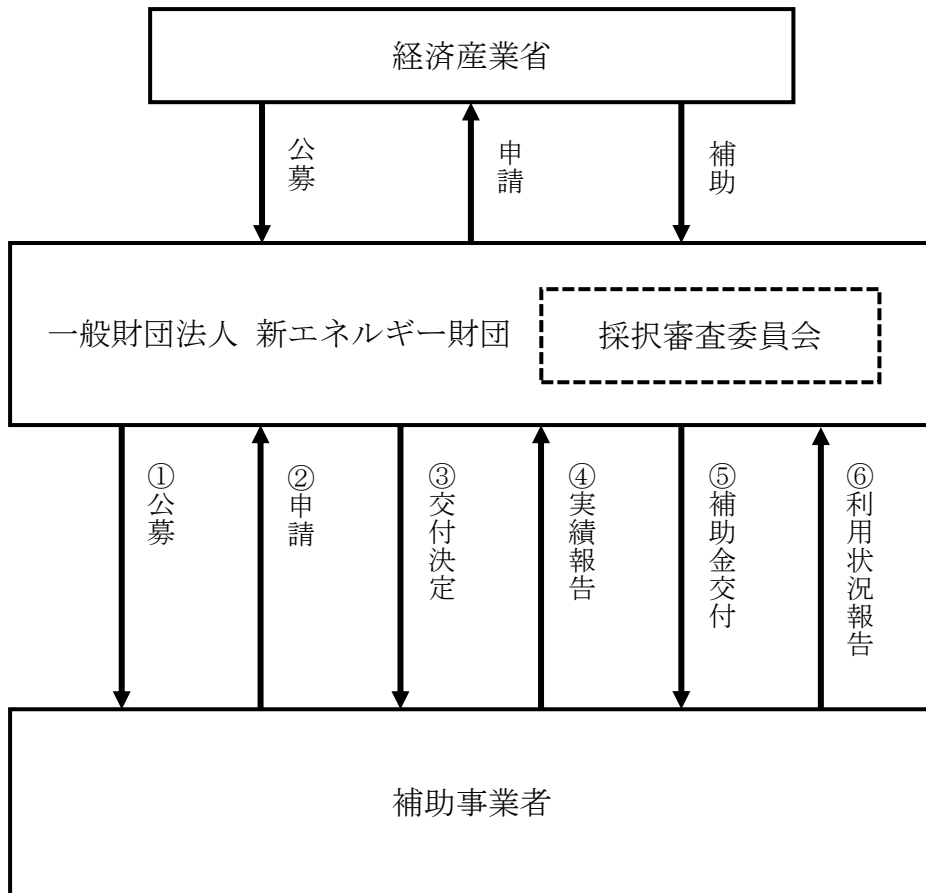 経済産業省
公募
申請
補助
一般財団法人 新エネルギー財団
採択審査委員会
①公募
②申請
③交付決定
④実績報告
⑤補助金交付
⑥利用状況報告
補助事業者